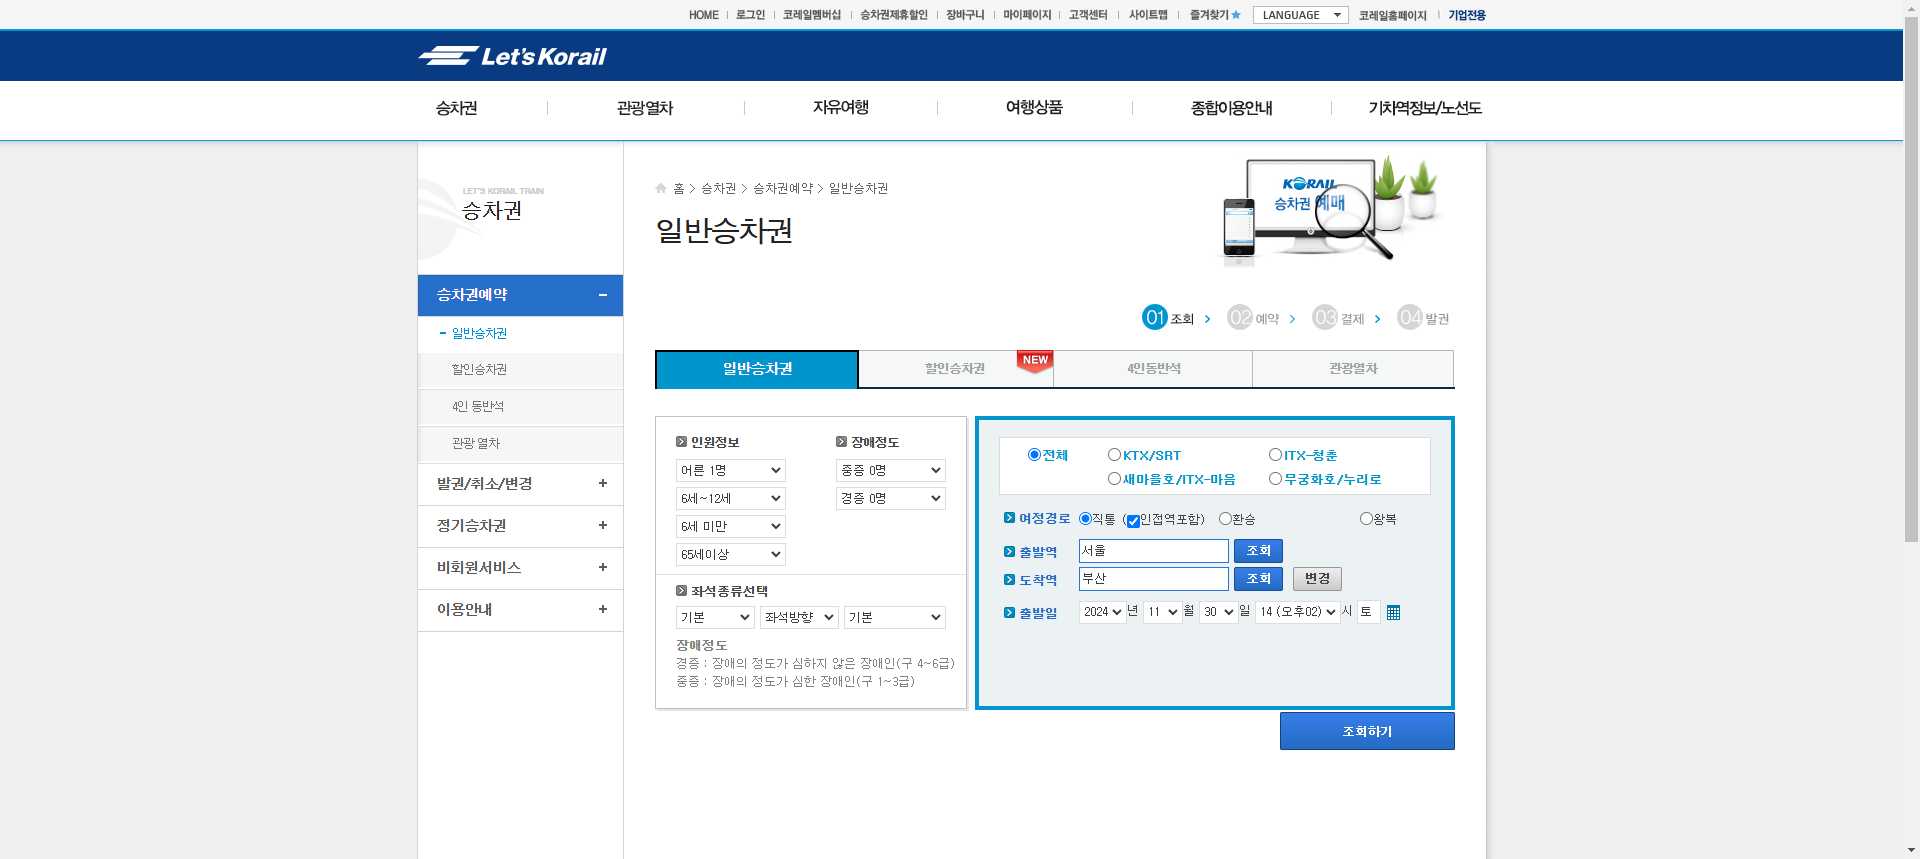 HOME 로그인 코레일멤버십 승차권제휴할인 장바구니 마이페이지 고객센터 사이트맵 즐겨찾기 LANGUAGE 코레일홈페이지 기업전용
Let's Korail
승차권 관광열차 자유여행 여행상품 종합이용안내 기차역정보/노선도
LET'S KORAIL TRAIN
승차권
승차권예약
일반승차권
할인승차권
4인 동반석
관광 열차
발권/취소/변경
정기승차권
비회원서비스
이용안내
홈 > 승차권 > 승차권예약 > 일반승차권
일반승차권
KORAIL
승차권 예매
01 조회 02 예약 03 결제 04 발권
일반승차권 할인승차권 NEW 4인동반석 관광열차
인원정보 장애정도
어른 1명 중증 0명
6세~12세 경증 0명
6세 미만
65세이상
좌석종류선택
기본 좌석방향 기본
장애정도
경증 : 장애의 정도가 심하지 않은 장애인(구 4~6급)
중증 : 장애의 정도가 심한 장애인(구 1~3급)
전체 KTX/SRT ITX-청춘
새마을호/ITX-마음 무궁화호/누리로
여정경로 직통 (인접역포함) 환승 왕복
출발역 서울 조회
도착역 부산 조회 변경
출발일 2024 년 11 월 30 일 14 (오후02) 시 토
조회하기